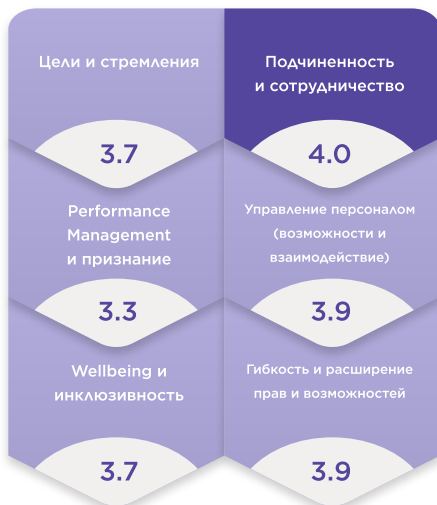 Цели и стремления
3.7
Подчиненность
и сотрудничество
4.0
Performance
Management
и признание
3.3
Управление персоналом
(возможности и
взаимодействие)
3.9
Wellbeing и
инклюзивность
3.7
Гибкость и расширение
прав и возможностей
3.9